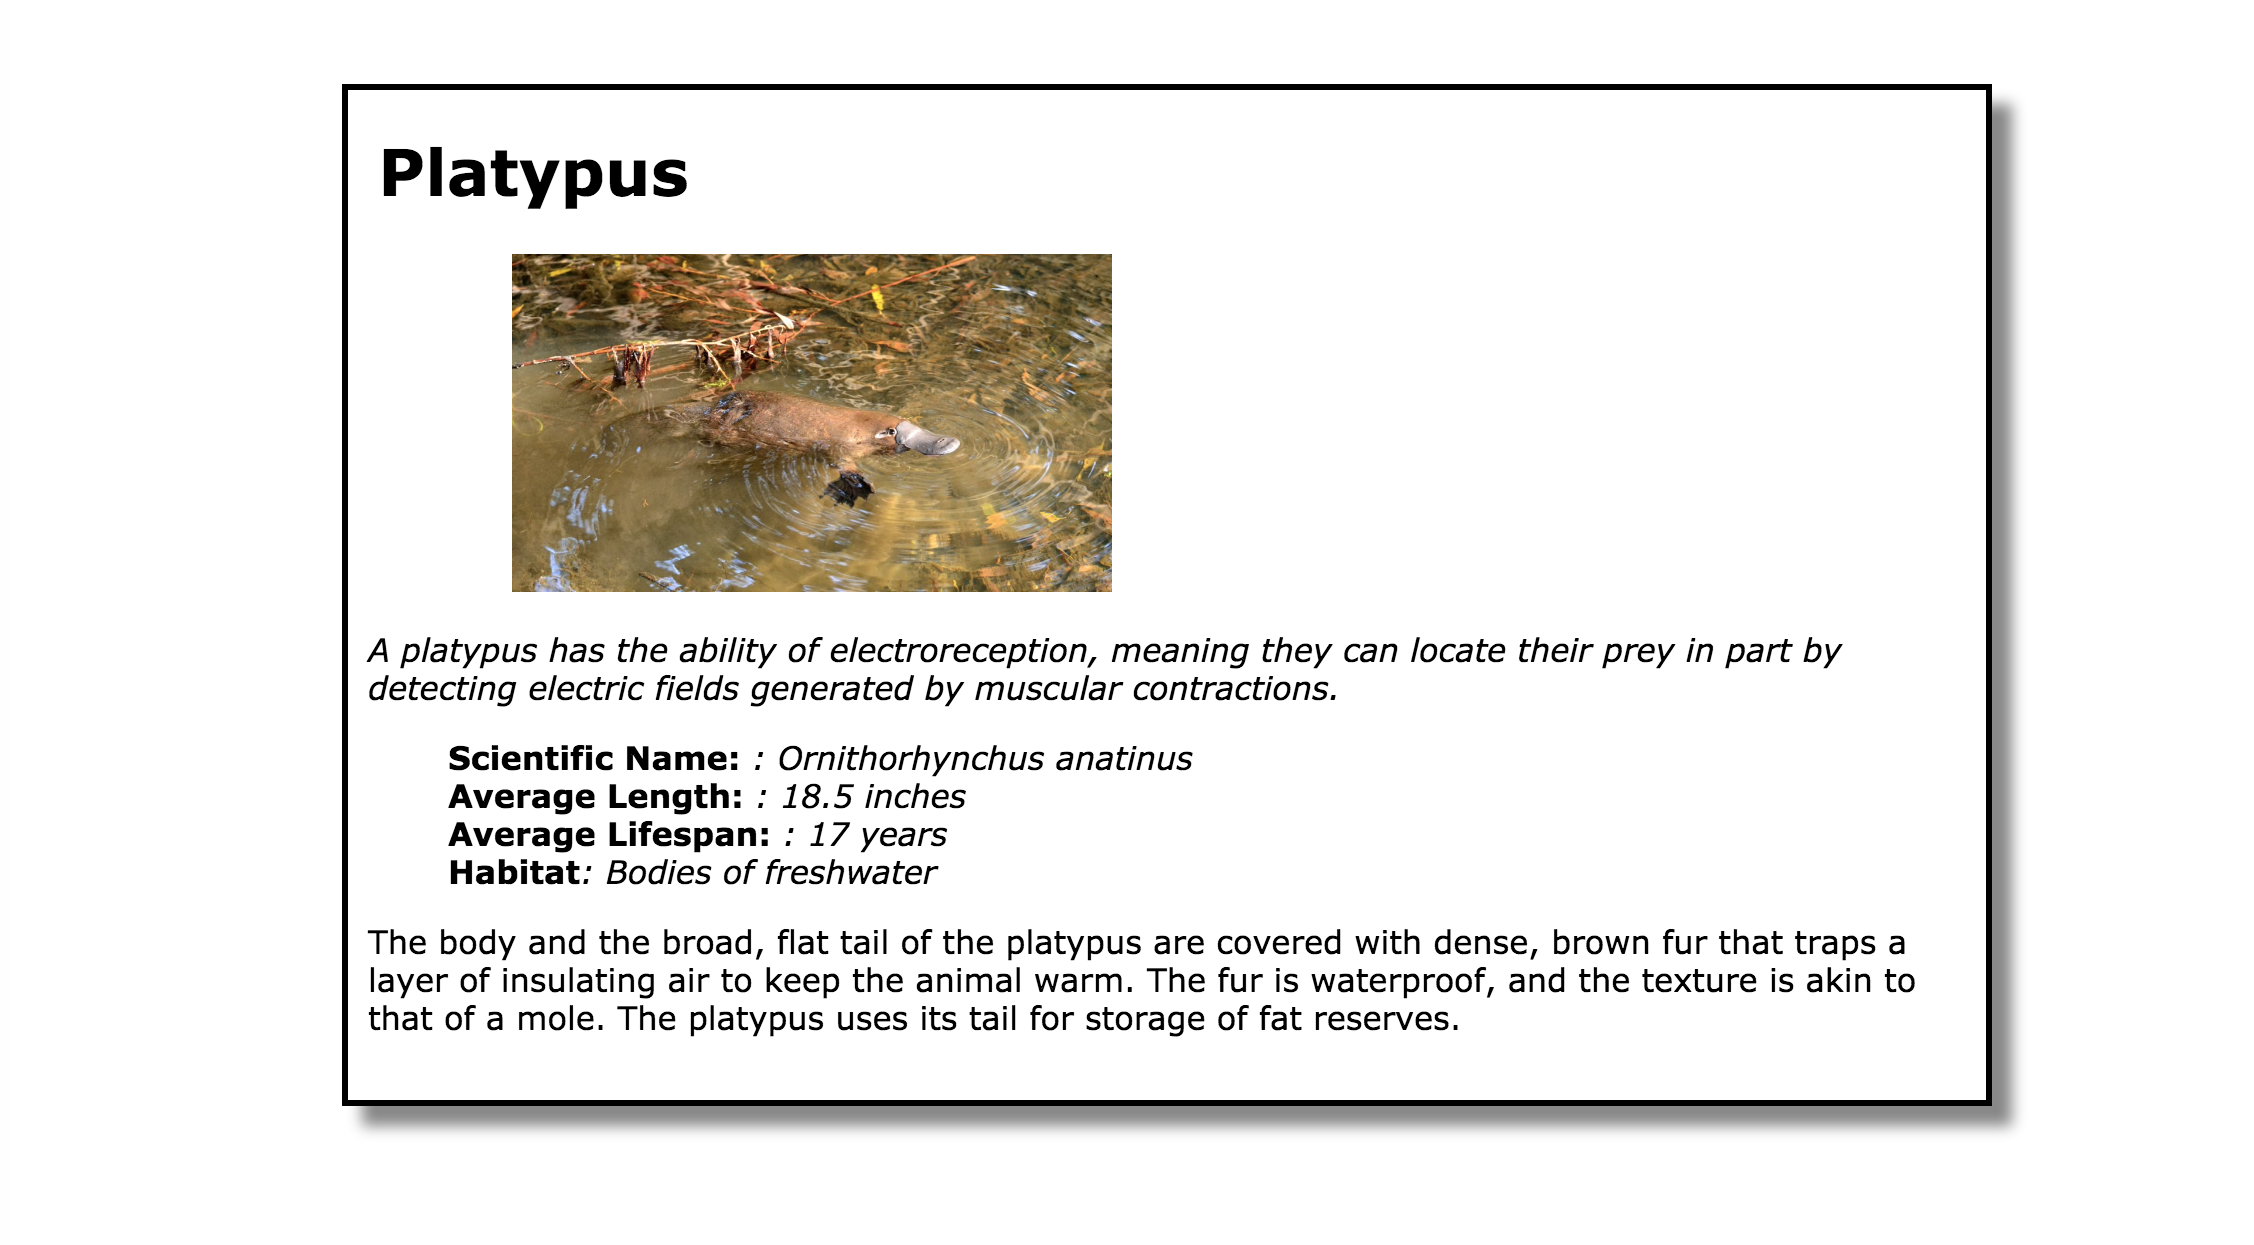 Platypus
A platypus has the ability of electroreception, meaning they can locate their prey in part by
detecting electric fields generated by muscular contractions.
Scientific Name: : Ornithorhynchus anatinus
Average Length: : 18.5 inches
Average Lifespan: : 17 years
Habitat: Bodies of freshwater
The body and the broad, flat tail of the platypus are covered with dense, brown fur that traps a
layer of insulating air to keep the animal warm. The fur is waterproof, and the texture is akin to
that of a mole. The platypus uses its tail for storage of fat reserves.